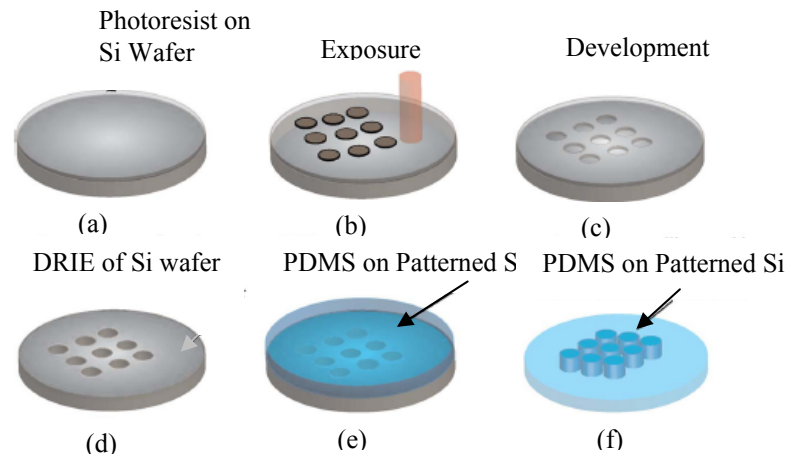 Photoresist on
Si Wafer
Exposure
Development
(a)
(b)
(c)
DRIE of Si wafer
PDMS on Patterned S
PDMS on Patterned Si
(d)
(e)
(f)